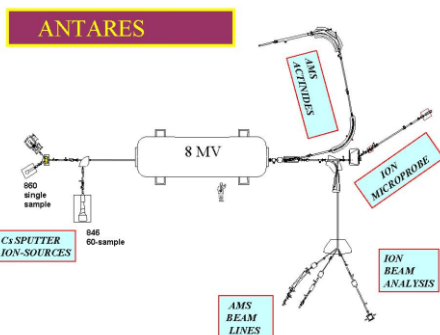 ANTARES
AMS
ACTINIDES
8 MV
ION
MICROPROBE
860
single
sample
846
60-sample
Cs SPUTTER
ION-SOURCES
ION
BEAM
ANALYSIS
AMS
BEAM
LINES